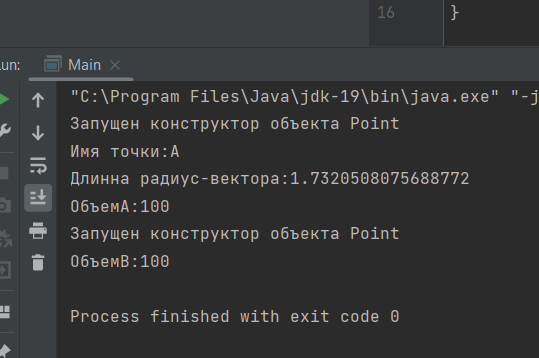 16 }
un: Main
"C:\Program Files\Java\jdk-19\bin\java.exe" "-j
Запущен конструктор объекта Point
Имя точки:A
Длинна радиус-вектора:1.7320508075688772
ОбъемA:100
Запущен конструктор объекта Point
ОбъемB:100
Process finished with exit code 0